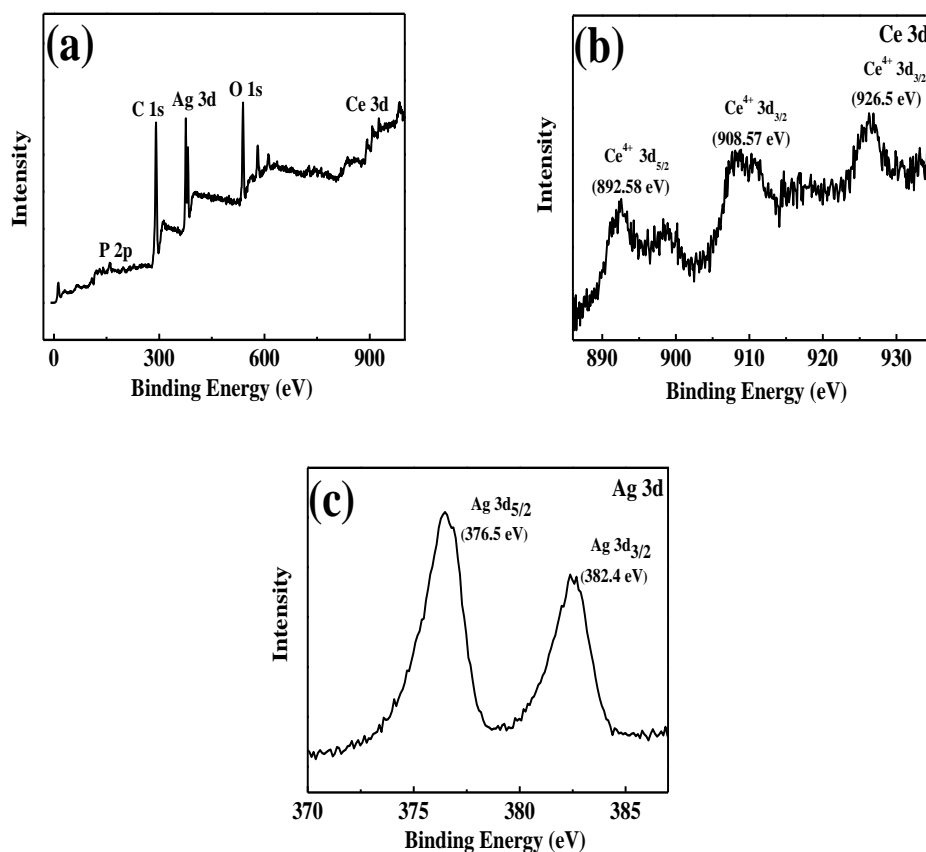 (a)
C 1s
Ag 3d
O 1s
Ce 3d
P 2p
Intensity
0 300 600 900
Binding Energy (eV)
(b)
Ce 3d
Ce4+ 3d3/2
(926.5 eV)
Ce4+ 3d3/2
(908.57 eV)
Ce4+ 3d5/2
(892.58 eV)
Intensity
890 900 910 920 930
Binding Energy (eV)
(c)
Ag 3d
Ag 3d5/2
(376.5 eV)
Ag 3d3/2
(382.4 eV)
Intensity
370 375 380 385
Binding Energy (eV)